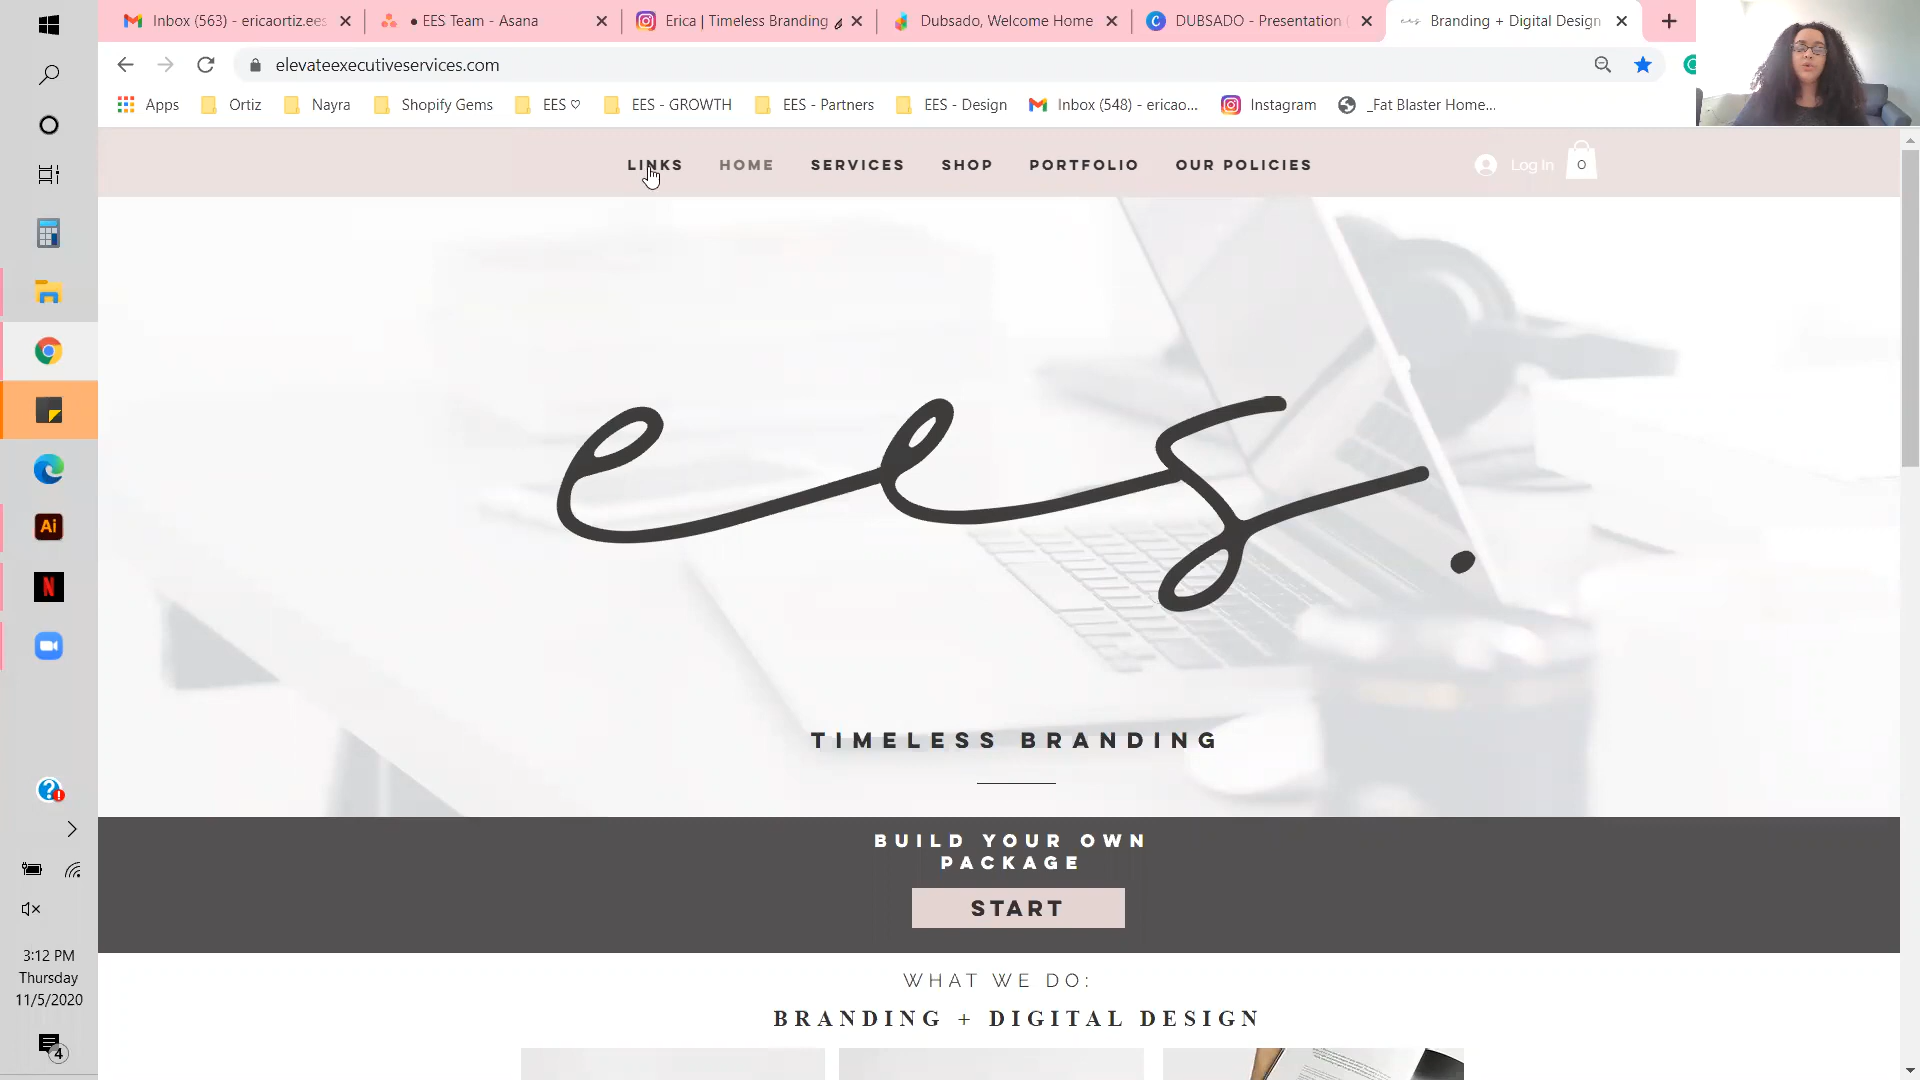 Inbox (563) - ericaortiz.ees
● EES Team - Asana
Erica | Timeless Branding
Dubsado, Welcome Home
DUBSADO - Presentation
Branding + Digital Design
elevateexecutiveservices.com
Apps
Ortiz
Nayra
Shopify Gems
EES ♡
EES - GROWTH
EES - Partners
EES - Design
Inbox (548) - ericao...
Instagram
_Fat Blaster Home...
LINKS
HOME
SERVICES
SHOP
PORTFOLIO
OUR POLICIES
Log In
0
ees.
TIMELESS BRANDING
BUILD YOUR OWN
PACKAGE
START
WHAT WE DO:
BRANDING + DIGITAL DESIGN
Ai
N
3:12 PM
Thursday
11/5/2020
4